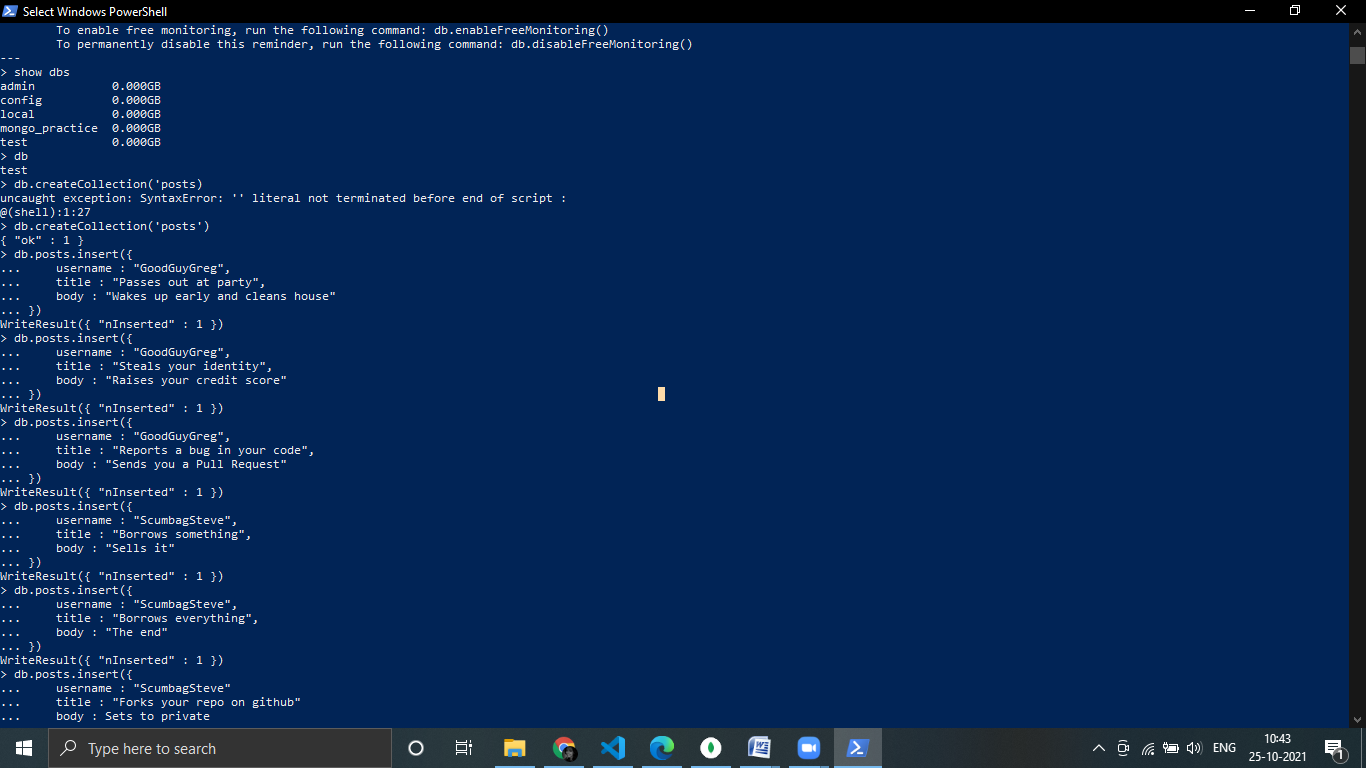 Select Windows PowerShell
To enable free monitoring, run the following command: db.enableFreeMonitoring()
To permanently disable this reminder, run the following command: db.disableFreeMonitoring()
---
> show dbs
admin           0.000GB
config          0.000GB
local           0.000GB
mongo_practice  0.000GB
test            0.000GB
> db
test
> db.createCollection('posts)
uncaught exception: SyntaxError: '' literal not terminated before end of script :
@(shell):1:27
> db.createCollection('posts')
{ "ok" : 1 }
> db.posts.insert({
...     username : "GoodGuyGreg",
...     title : "Passes out at party",
...     body : "Wakes up early and cleans house"
... })
WriteResult({ "nInserted" : 1 })
> db.posts.insert({
...     username : "GoodGuyGreg",
...     title : "Steals your identity",
...     body : "Raises your credit score"
... })
WriteResult({ "nInserted" : 1 })
> db.posts.insert({
...     username : "GoodGuyGreg",
...     title : "Reports a bug in your code",
...     body : "Sends you a Pull Request"
... })
WriteResult({ "nInserted" : 1 })
> db.posts.insert({
...     username : "ScumbagSteve",
...     title : "Borrows something",
...     body : "Sells it"
... })
WriteResult({ "nInserted" : 1 })
> db.posts.insert({
...     username : "ScumbagSteve",
...     title : "Borrows everything",
...     body : "The end"
... })
WriteResult({ "nInserted" : 1 })
> db.posts.insert({
...     username : "ScumbagSteve"
...     title : "Forks your repo on github"
...     body : Sets to private
Type here to search
ENG
10:43
25-10-2021
1